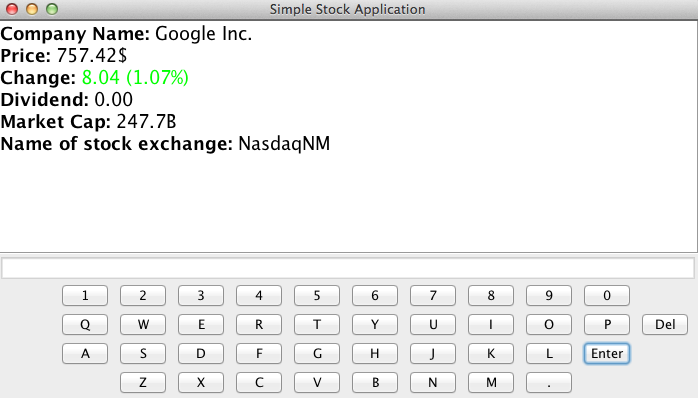 Simple Stock Application
Company Name: Google Inc.
Price: 757.42$
Change: 8.04 (1.07%)
Dividend: 0.00
Market Cap: 247.7B
Name of stock exchange: NasdaqNM
1 2 3 4 5 6 7 8 9 0
Q W E R T Y U I O P Del
A S D F G H J K L Enter
Z X C V B N M .